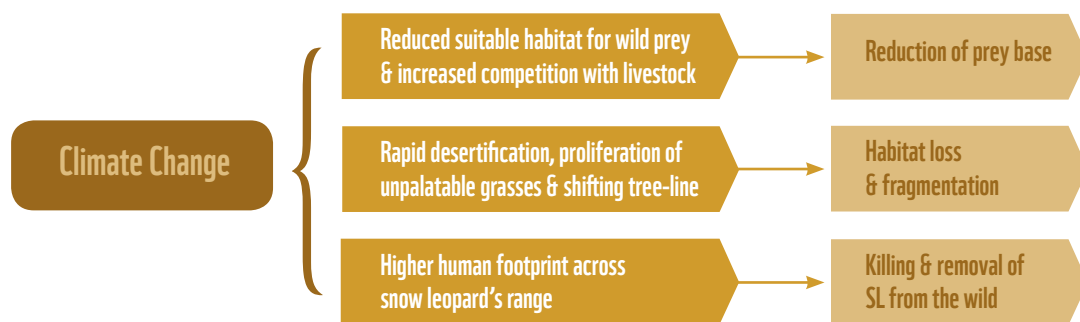 Climate Change
Reduced suitable habitat for wild prey
& increased competition with livestock
Reduction of prey base
Rapid desertification, proliferation of
unpalatable grasses & shifting tree-line
Habitat loss
& fragmentation
Higher human footprint across
snow leopard's range
Killing & removal of
SL from the wild